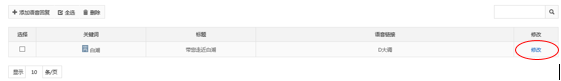 添加语音回复 全选 删除
选择 关键词 标题 语音链接 修改
白湖 带您走近白湖 D大调 修改
显示 10 条/页